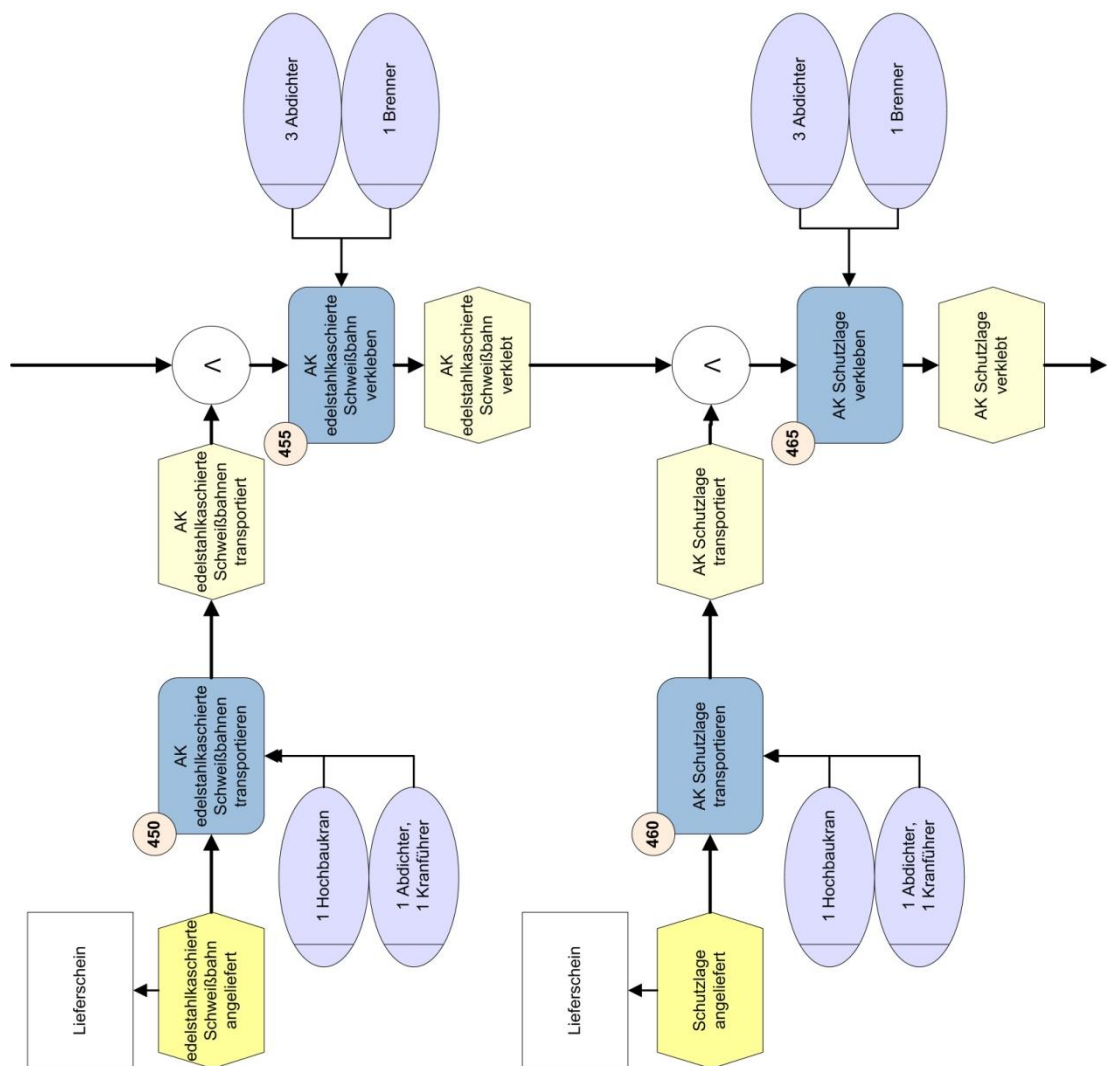 Lieferschein
edelstahlkaschierte
Schweißbahn
angeliefert
450
AK
edelstahlkaschierte
Schweißbahnen
transportieren
1 Hochbaukran
1 Abdichter,
1 Kranführer
AK
edelstahlkaschierte
Schweißbahnen
transportiert
∧
455
AK
edelstahlkaschierte
Schweißbahn
verkleben
3 Abdichter
1 Brenner
AK
edelstahlkaschierte
Schweißbahn
verklebt
Lieferschein
Schutzlage
angeliefert
460
AK Schutzlage
transportieren
1 Hochbaukran
1 Abdichter,
1 Kranführer
AK Schutzlage
transportiert
∧
465
AK Schutzlage
verkleben
3 Abdichter
1 Brenner
AK Schutzlage
verklebt